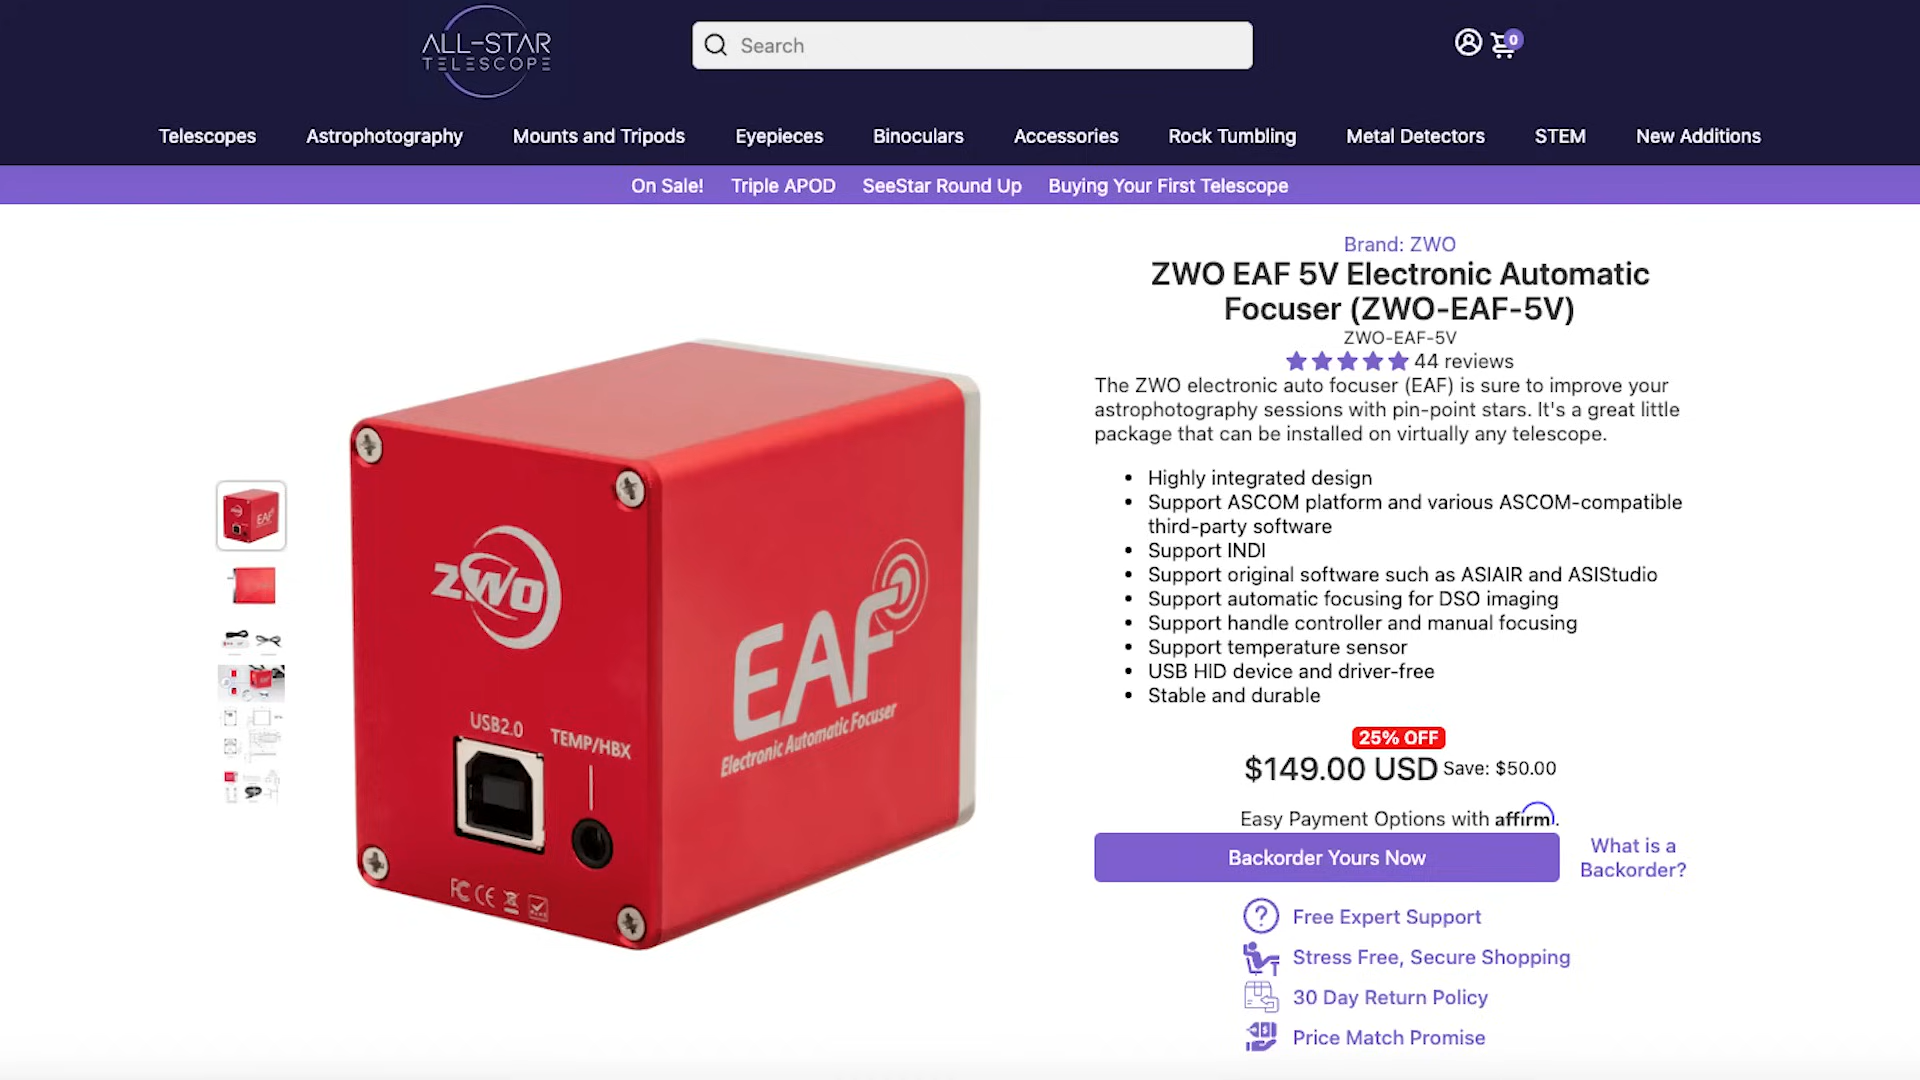 ALL-STAR
TELESCOPE
Search
0
Telescopes
Astrophotography
Mounts and Tripods
Eyepieces
Binoculars
Accessories
Rock Tumbling
Metal Detectors
STEM
New Additions
On Sale!
Triple APOD
SeeStar Round Up
Buying Your First Telescope
ZWO
USB2.0
TEMP/HBX
FC CE
EAF
Electronic Automatic Focuser
Brand: ZWO
ZWO EAF 5V Electronic Automatic
Focuser (ZWO-EAF-5V)
ZWO-EAF-5V
44 reviews
The ZWO electronic auto focuser (EAF) is sure to improve your
astrophotography sessions with pin-point stars. It's a great little
package that can be installed on virtually any telescope.
• Highly integrated design
• Support ASCOM platform and various ASCOM-compatible
third-party software
• Support INDI
• Support original software such as ASIAIR and ASIStudio
• Support automatic focusing for DSO imaging
• Support handle controller and manual focusing
• Support temperature sensor
• USB HID device and driver-free
• Stable and durable
25% OFF
$149.00 USD Save: $50.00
Easy Payment Options with affirm.
Backorder Yours Now
What is a
Backorder?
Free Expert Support
Stress Free, Secure Shopping
30 Day Return Policy
Price Match Promise